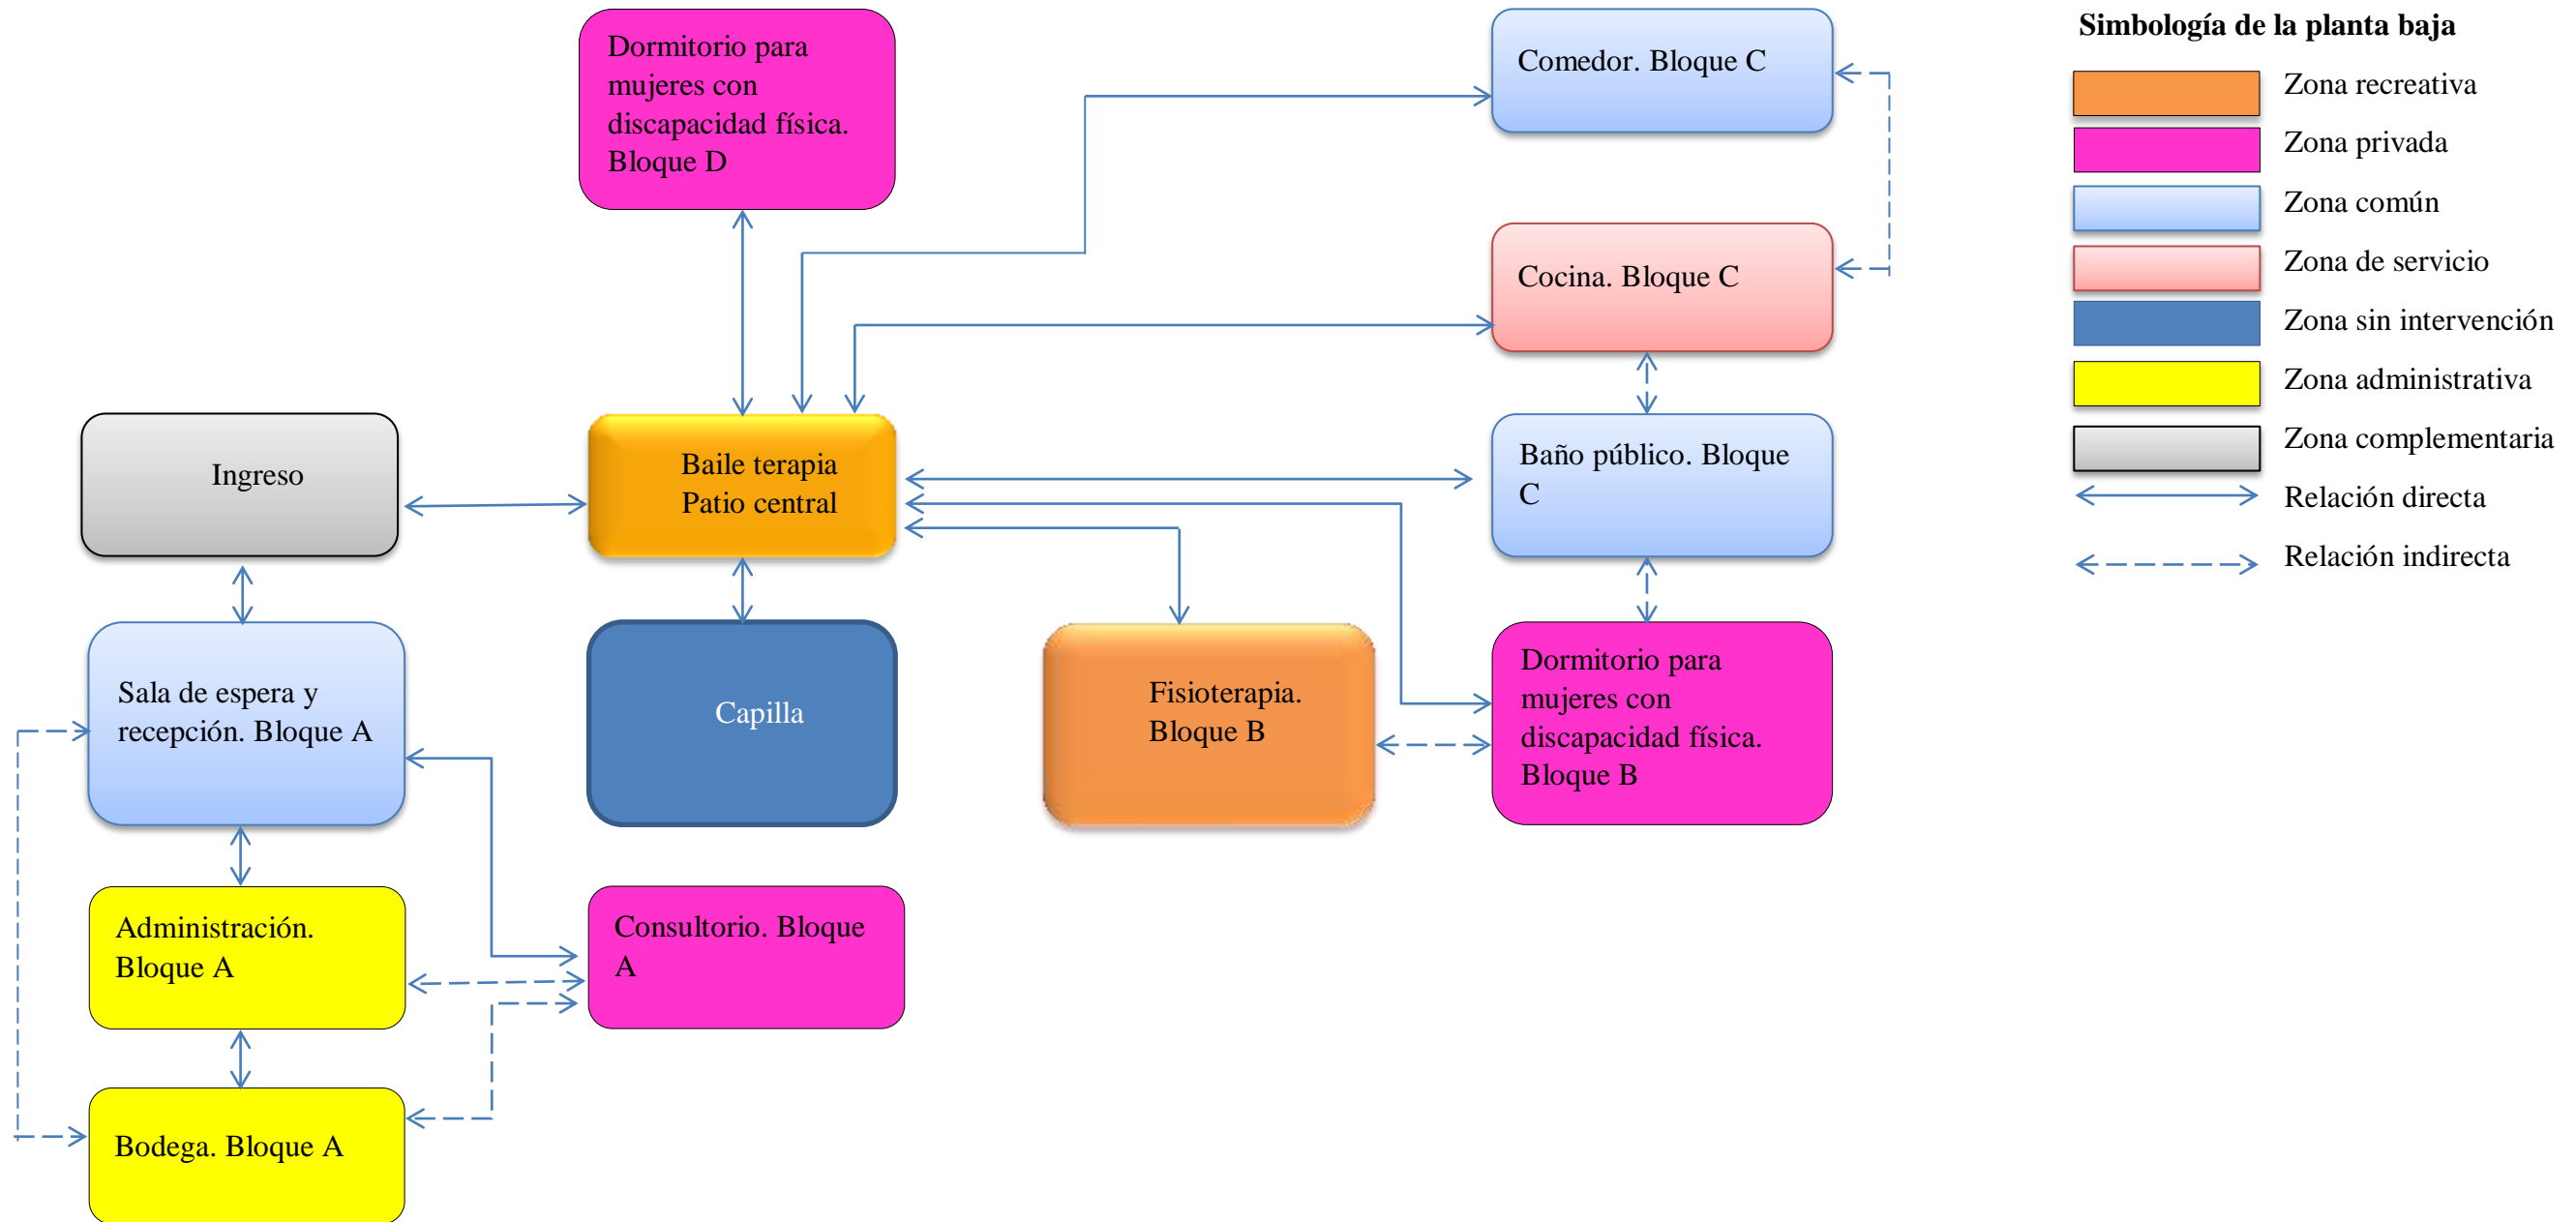 Dormitorio para
mujeres con
discapacidad física.
Bloque D
Comedor. Bloque C
Cocina. Bloque C
Ingreso
Baile terapia
Patio central
Baño público. Bloque
C
Sala de espera y
recepción. Bloque A
Capilla
Fisioterapia.
Bloque B
Dormitorio para
mujeres con
discapacidad física.
Bloque B
Administración.
Bloque A
Consultorio. Bloque
A
Bodega. Bloque A
Simbología de la planta baja
Zona recreativa
Zona privada
Zona común
Zona de servicio
Zona sin intervención
Zona administrativa
Zona complementaria
Relación directa
Relación indirecta